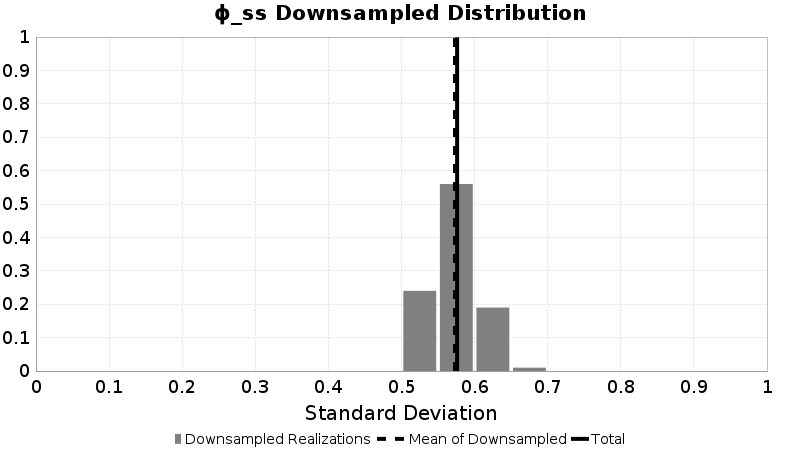 ϕ_ss Downsampled Distribution
1
0.9
0.8
0.7
0.6
0.5
0.4
0.3
0.2
0.1
0
0 0.1 0.2 0.3 0.4 0.5 0.6 0.7 0.8 0.9 1
Standard Deviation
Downsampled Realizations Mean of Downsampled Total